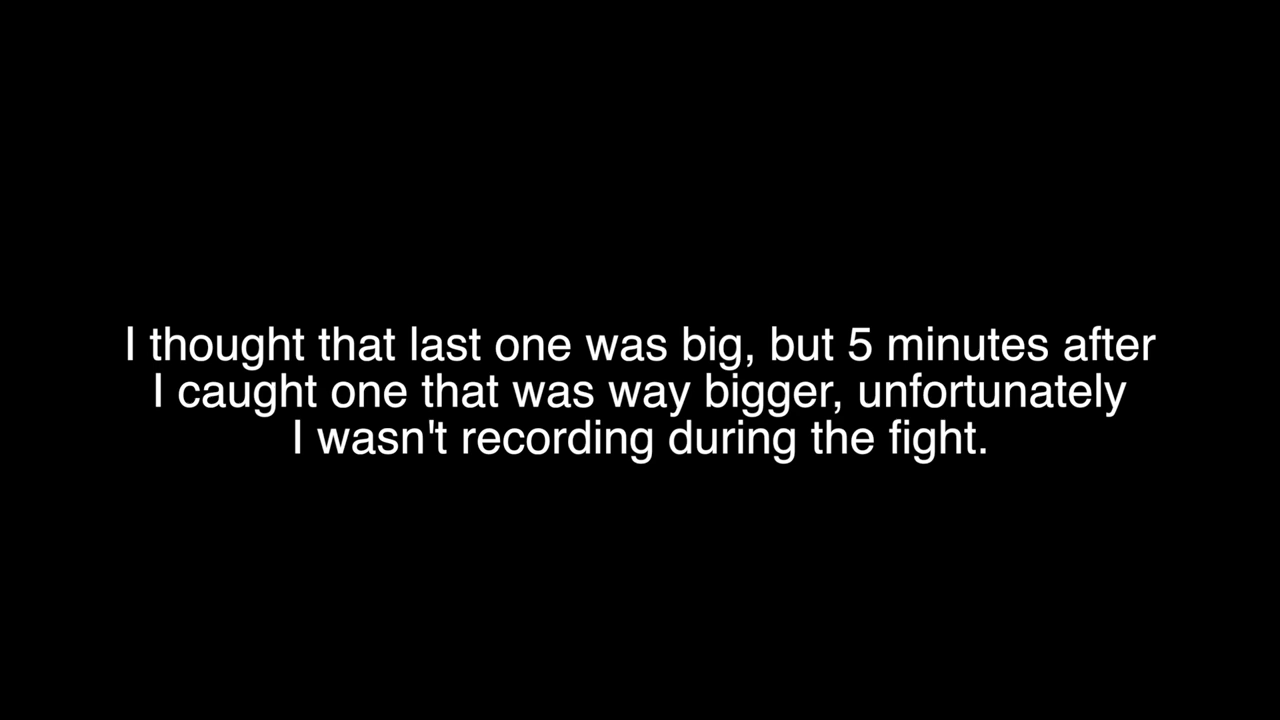 I thought that last one was big, but 5 minutes after
I caught one that was way bigger, unfortunately
I wasn't recording during the fight.